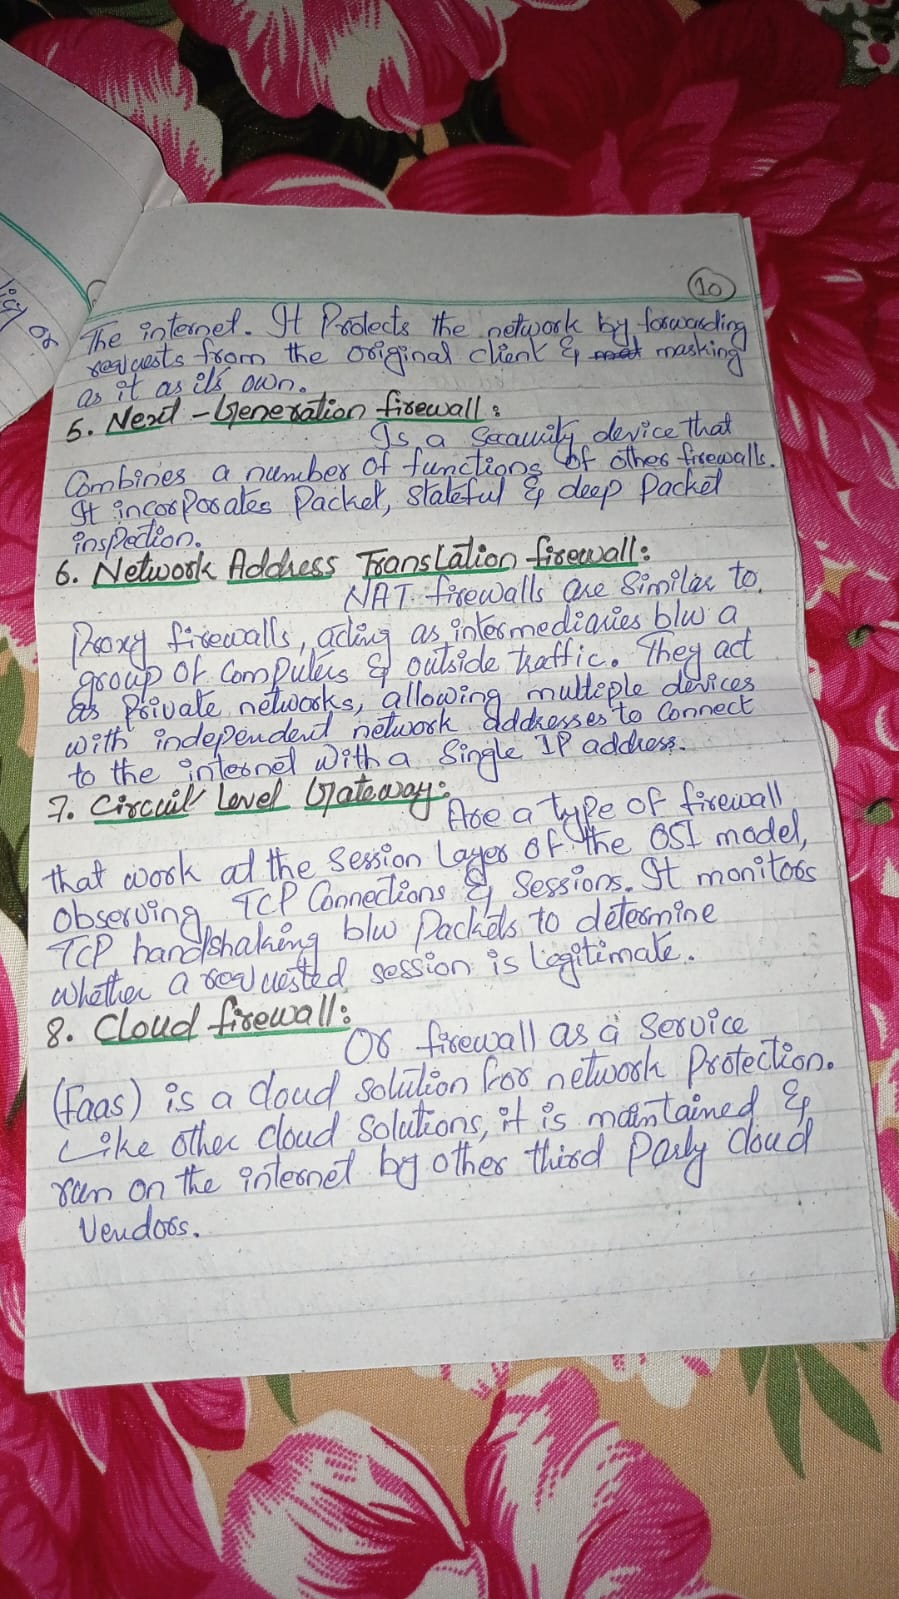 10
The internet. It Protects the network by forwarding
requests from the original client & masking
as it as its own.
5. Next-Generation firewall:
Is a Secauity device that
Combines a number of functions of other firewalls.
It incorporates Packet, Stateful & deep Packet
inspection.
6. Network Address Translation firewall:
NAT firewalls are Similar to
Proxy firewalls, acting as intermediaries b/w a
group of Computers & outside traffic. They act
as Private networks, allowing multiple devices
with independent network addresses to Connect
to the internet with a Single IP address.
7. Circuit Level Gateway:
Are a type of firewall
that work at the Session Layer of the OSI model,
Observing TCP Connections & Sessions. It monitors
TCP handshaking b/w Packets to determine
whether a requested session is legitimate.
8. Cloud firewall:
Or firewall as a Service
(faas) is a cloud solution for network Protection.
Like other cloud Solutions, it is maintained &
run on the internet by other third Party Cloud
Vendors.
or